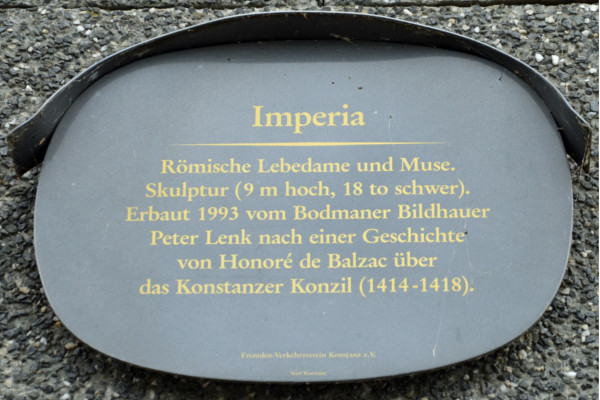 Imperia
Römische Lebedame und Muse.
Skulptur (9 m hoch, 18 to schwer).
Erbaut 1993 vom Bodmaner Bildhauer
Peter Lenk nach einer Geschichte
von Honoré de Balzac über
das Konstanzer Konzil (1414-1418).
Fremden-Verkehrsverein Konstanz e.V.